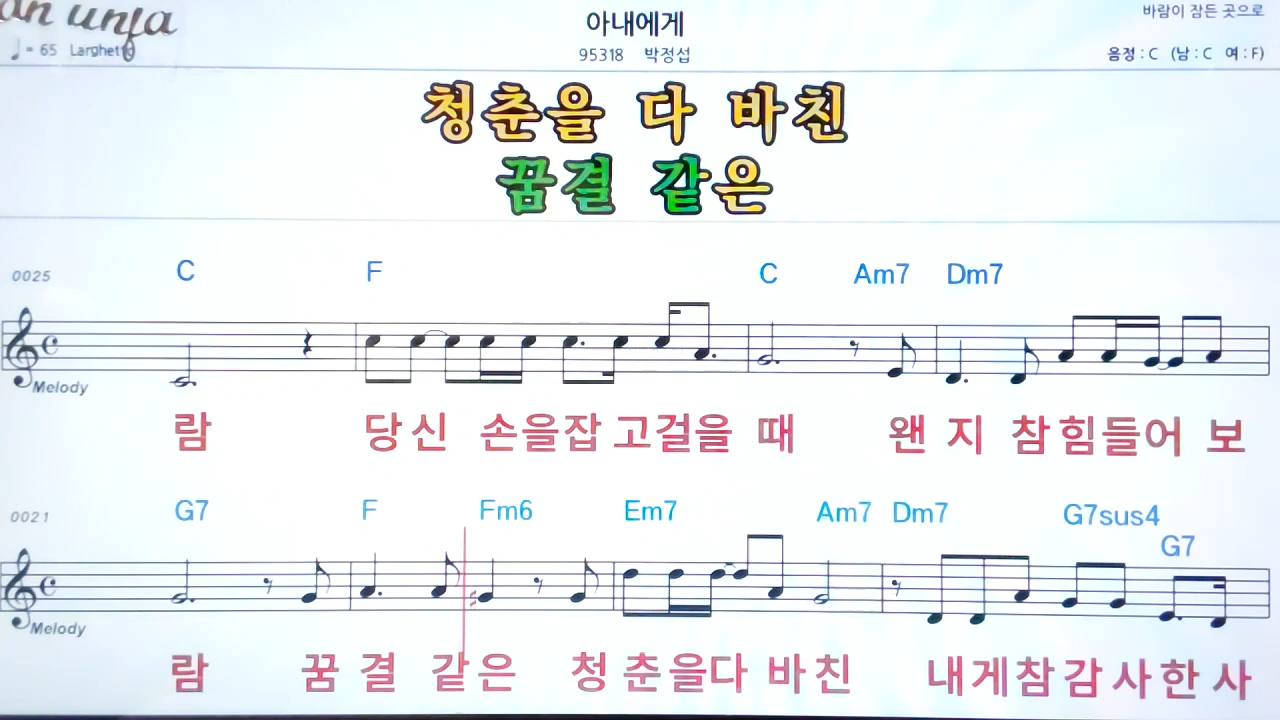 an unfa
아내에게
바람이 잠든 곳으로
♩ = 65 Larghetto
95318 박정섭
음정 : C (남 : C 여 : F)
청춘을 다 바친
꿈결 같은
0025
C F C Am7 Dm7
Melody
람 당신 손을잡고걸을 때 왠 지 참힘들어 보
0021
G7 F Fm6 Em7 Am7 Dm7 G7sus4
G7
Melody
람 꿈 결 같은 청 춘을다 바친 내게참감사한 사